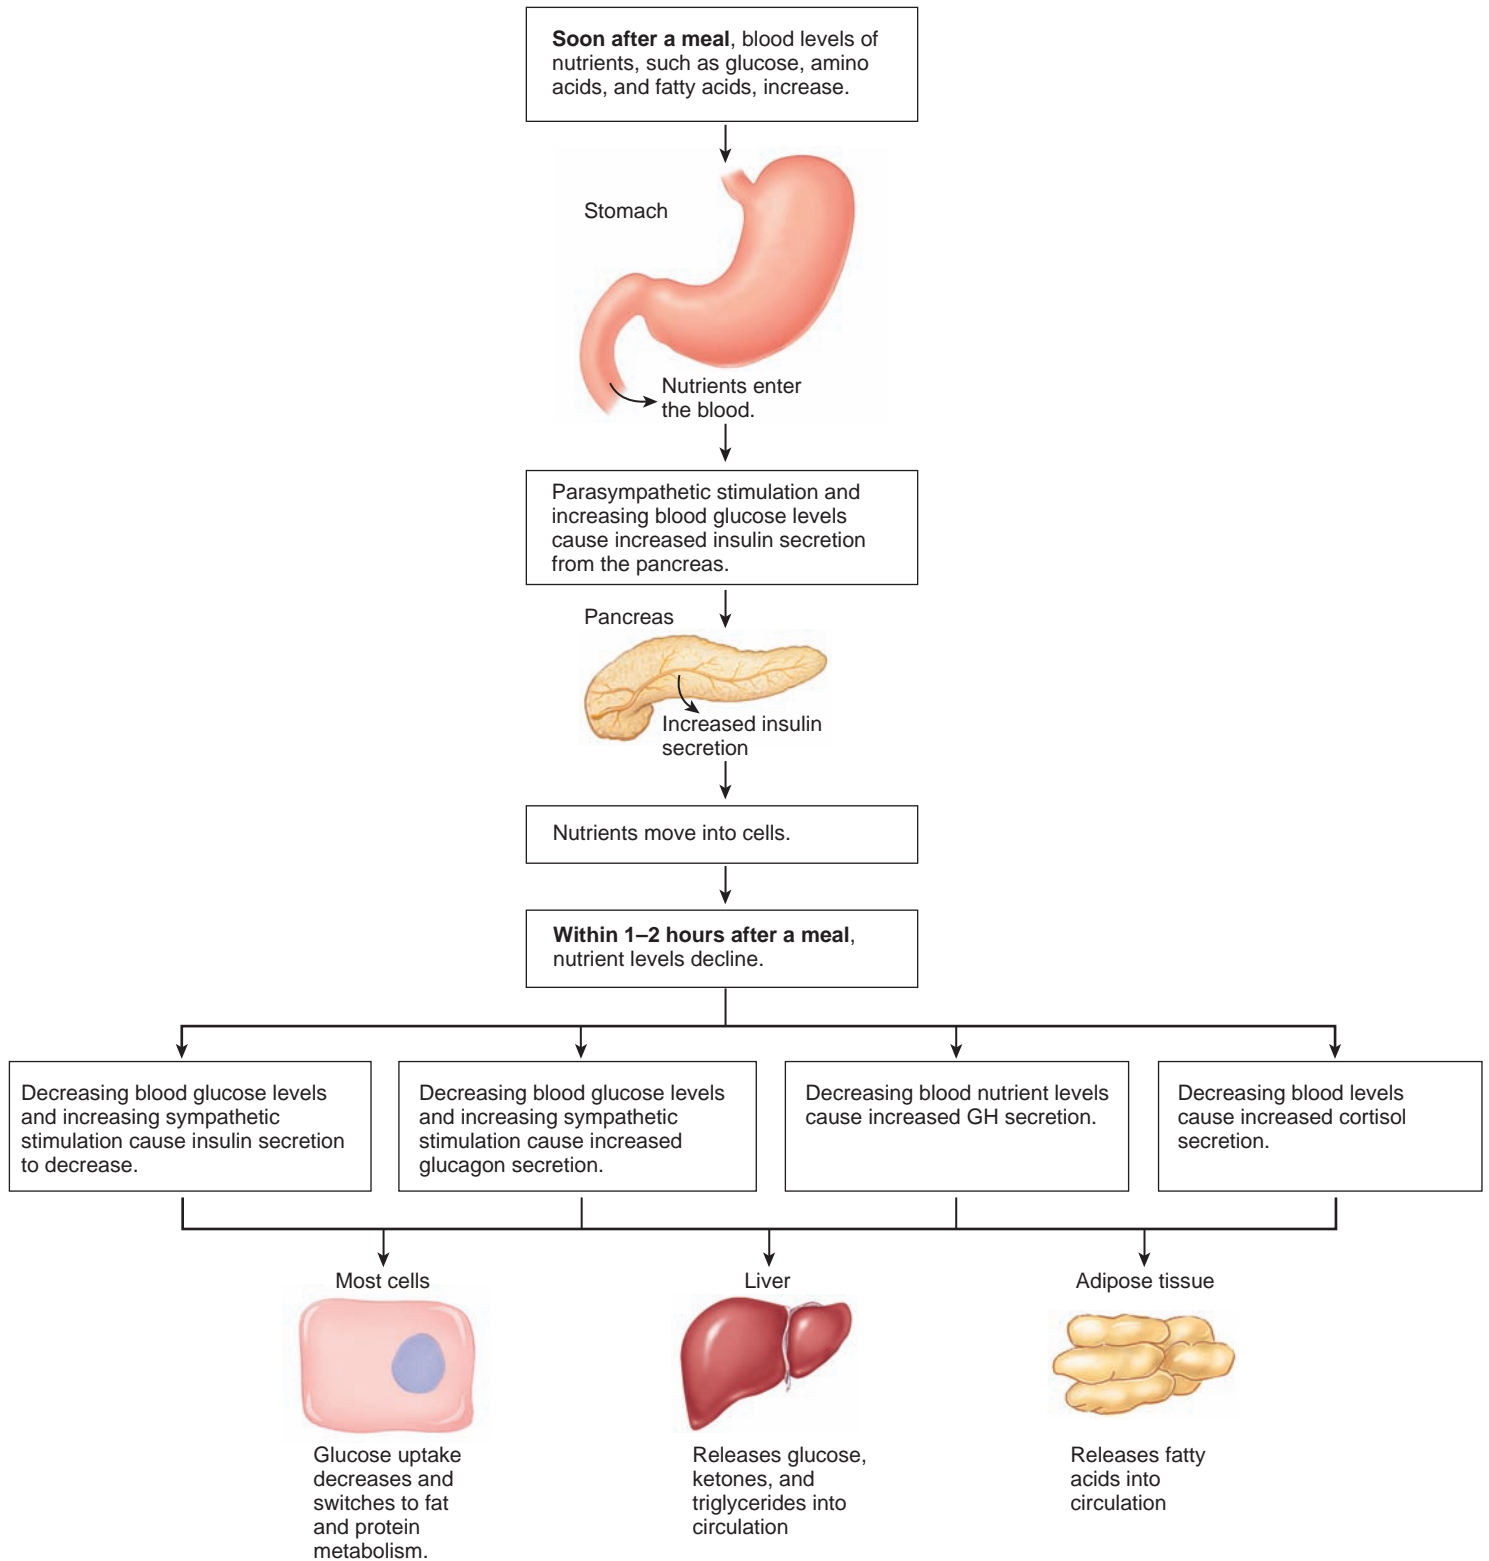 Soon after a meal, blood levels of
nutrients, such as glucose, amino
acids, and fatty acids, increase.
Stomach
Nutrients enter
the blood.
Parasympathetic stimulation and
increasing blood glucose levels
cause increased insulin secretion
from the pancreas.
Pancreas
Increased insulin
secretion
Nutrients move into cells.
Within 1–2 hours after a meal,
nutrient levels decline.
Decreasing blood glucose levels
and increasing sympathetic
stimulation cause insulin secretion
to decrease.
Decreasing blood glucose levels
and increasing sympathetic
stimulation cause increased
glucagon secretion.
Decreasing blood nutrient levels
cause increased GH secretion.
Decreasing blood levels
cause increased cortisol
secretion.
Most cells
Glucose uptake
decreases and
switches to fat
and protein
metabolism.
Liver
Releases glucose,
ketones, and
triglycerides into
circulation
Adipose tissue
Releases fatty
acids into
circulation